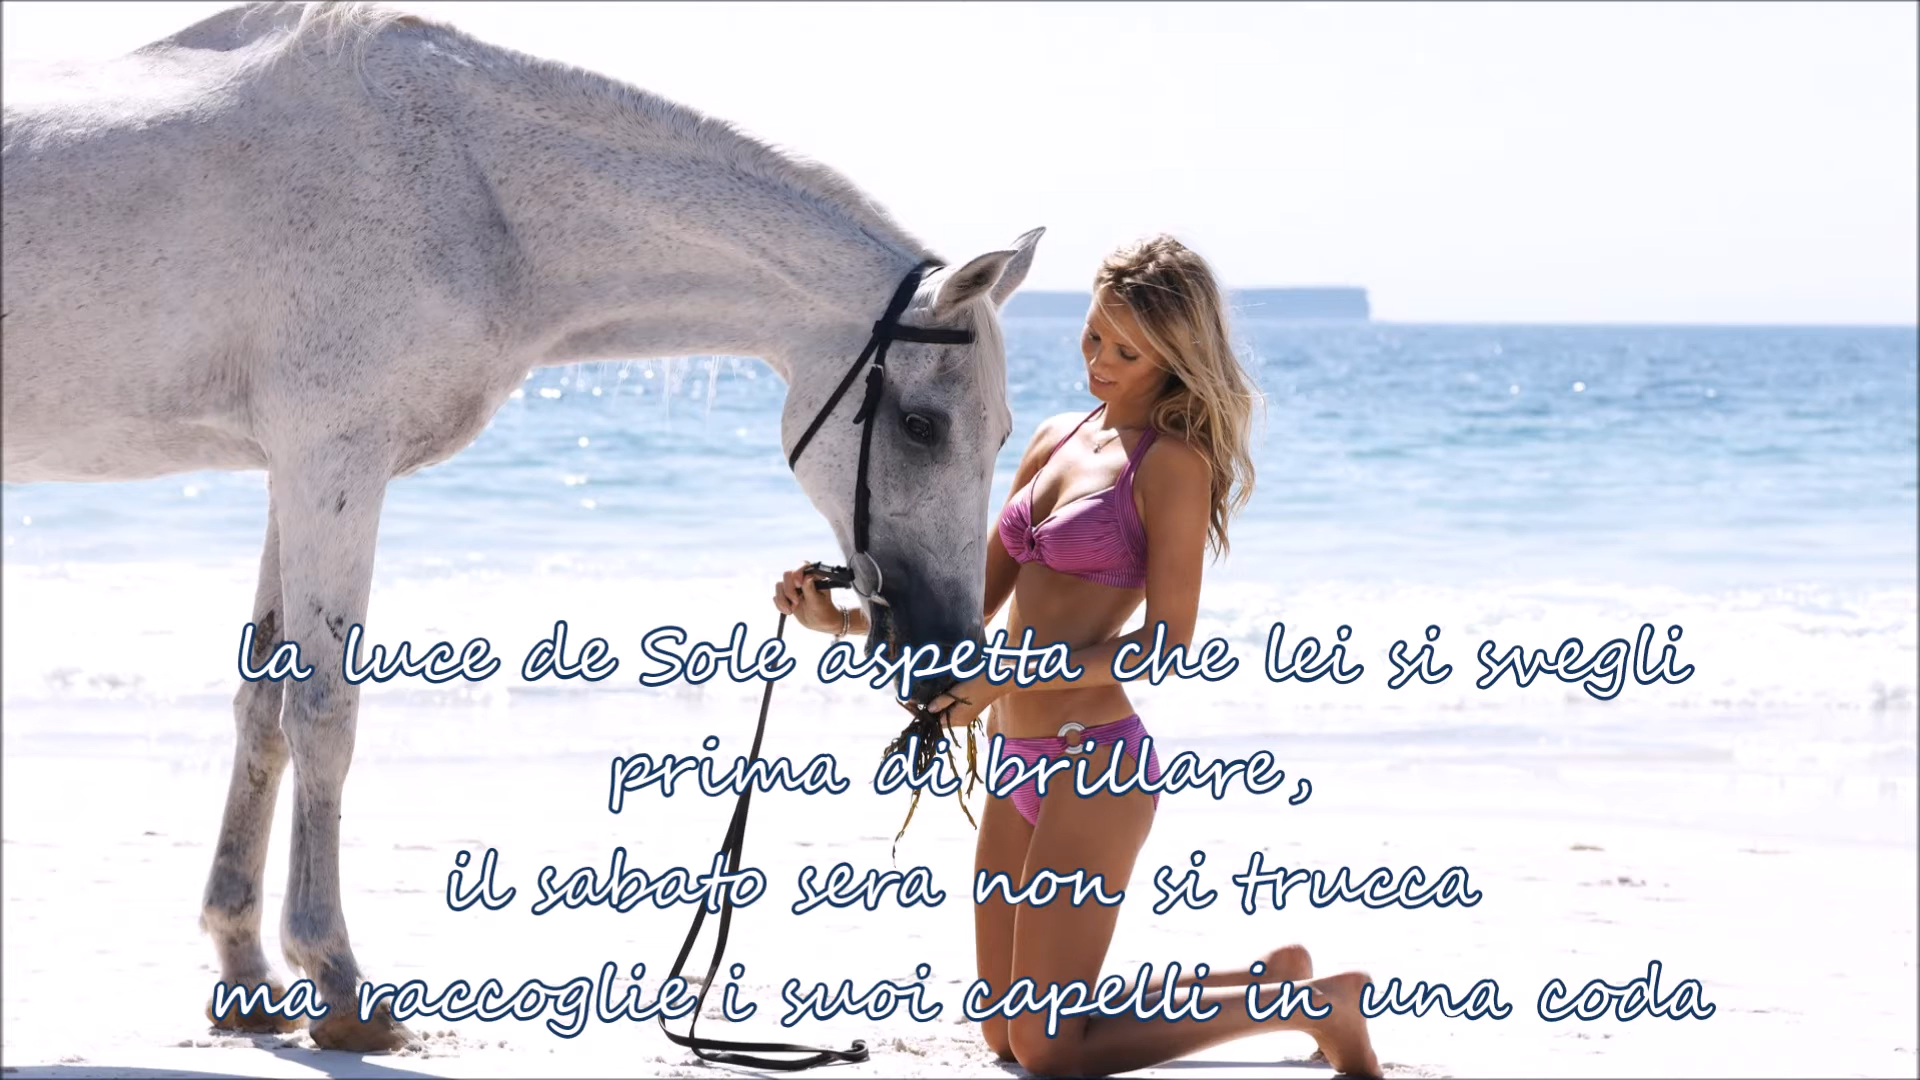 la luce de Sole aspetta che lei si svegli
prima di brillare,
il sabato sera non si trucca
ma raccoglie i suoi capelli in una coda